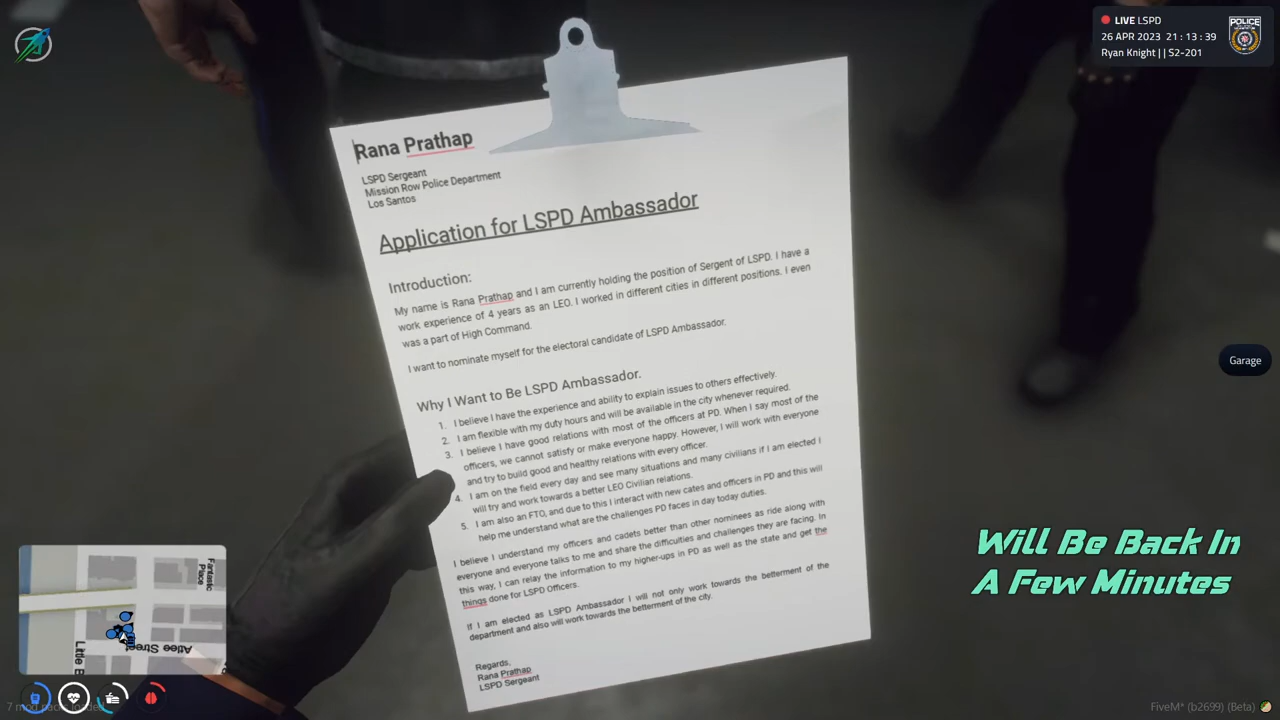 LIVE LSPD
26 APR 2023 21 : 13 : 39
Ryan Knight || S2-201
POLICE
Rana Prathap
LSPD Sergeant
Mission Row Police Department
Los Santos
Application for LSPD Ambassador
Introduction:
My name is Rana Prathap and I am currently holding the position of Sergent of LSPD. I have a
work experience of 4 years as an LEO. I worked in different cities in different positions. I even
was a part of High Command.
I want to nominate myself for the electoral candidate of LSPD Ambassador.
Why I Want to Be LSPD Ambassador.
1. I believe I have the experience and ability to explain issues to others effectively.
2. I am flexible with my duty hours and will be available in the city whenever required.
3. I believe I have good relations with most of the officers at PD. When I say most of the
officers, we cannot satisfy or make everyone happy. However, I will work with everyone
and try to build good and healthy relations with every officer.
4. I am on the field every day and see many situations and many civilians if I am elected I
will try and work towards a better LEO Civilian relations.
5. I am also an FTO, and due to this I interact with new cates and officers in PD and this will
help me understand what are the challenges PD faces in day today duties.
I believe I understand my officers and cadets better than other nominees as ride along with
everyone and everyone talks to me and share the difficulties and challenges they are facing. In
this way, I can relay the information to my higher-ups in PD as well as the state and get the
things done for LSPD Officers.
If I am elected as LSPD Ambassador I will not only work towards the betterment of the
department and also will work towards the betterment of the city.
Regards,
Rana Prathap
LSPD Sergeant
Garage
Will Be Back In
A Few Minutes
Fantastic
Place
Little B
Atlee Street
7 mod
FiveM* (b2699) (Beta)